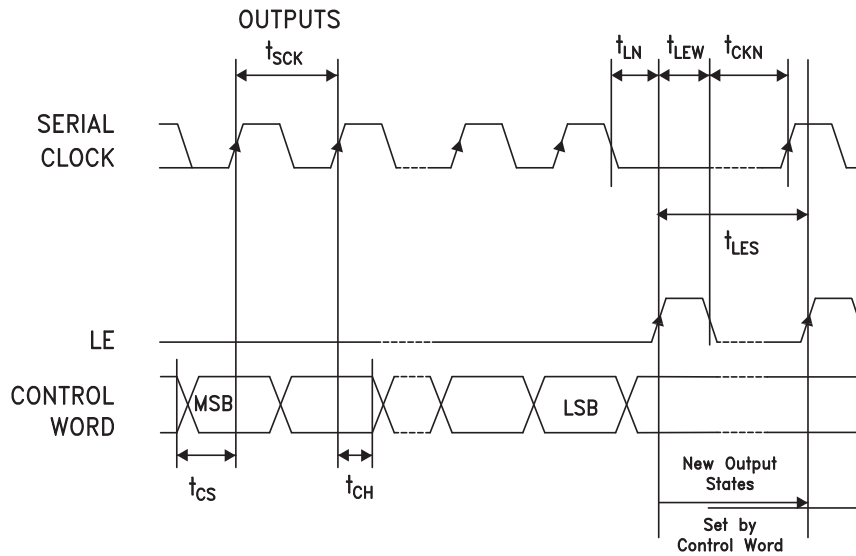 OUTPUTS
tSCK
tLN
tLEW
tCKN
SERIAL
CLOCK
tLES
LE
CONTROL
WORD
MSB
LSB
tCS
tCH
New Output
States
Set by
Control Word